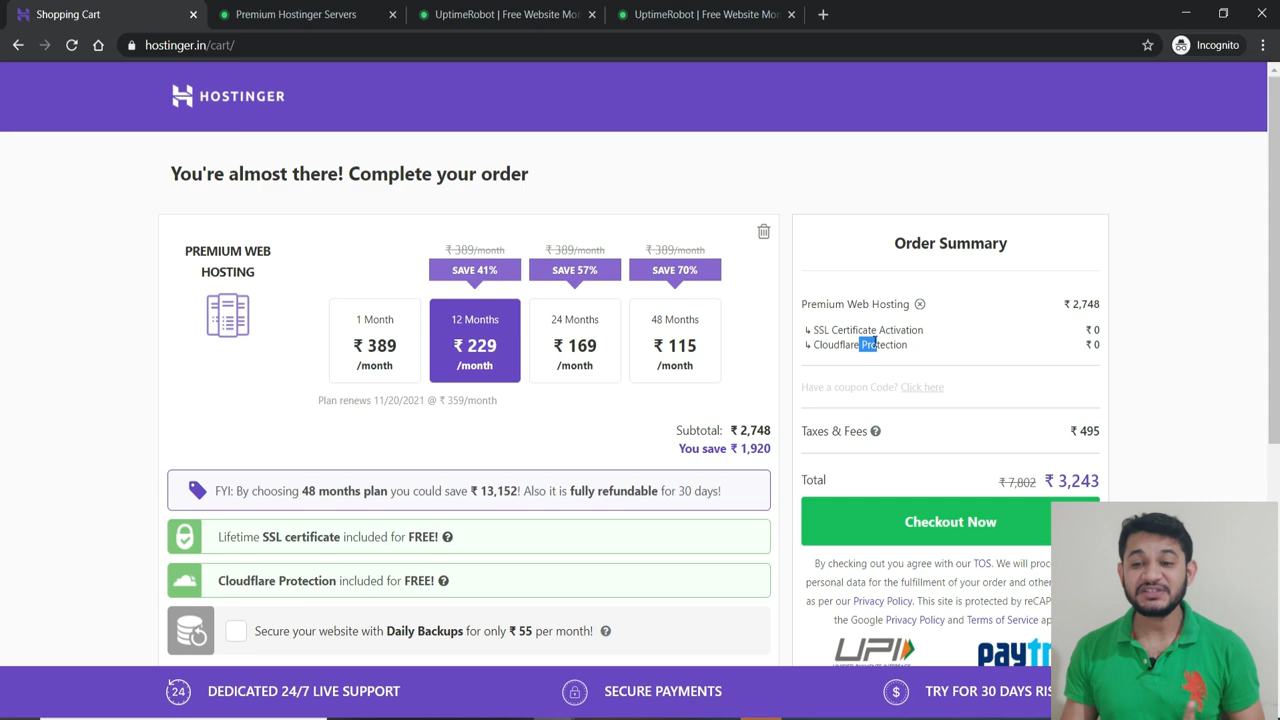 Shopping Cart
Premium Hostinger Servers
UptimeRobot | Free Website Mon
UptimeRobot | Free Website Mon
hostinger.in/cart/
Incognito
HOSTINGER
You're almost there! Complete your order
PREMIUM WEB
HOSTING
₹ 389/month
₹ 389/month
₹ 389/month
SAVE 41%
SAVE 57%
SAVE 70%
1 Month
12 Months
24 Months
48 Months
₹ 389
₹ 229
₹ 169
₹ 115
/month
/month
/month
/month
Plan renews 11/20/2021 @ ₹ 359/month
Subtotal: ₹ 2,748
You save ₹ 1,920
FYI: By choosing 48 months plan you could save ₹ 13,152! Also it is fully refundable for 30 days!
Lifetime SSL certificate included for FREE!
Cloudflare Protection included for FREE!
Secure your website with Daily Backups for only ₹ 55 per month!
Order Summary
Premium Web Hosting ₹ 2,748
↳ SSL Certificate Activation ₹ 0
↳ Cloudflare Protection ₹ 0
Have a coupon Code? Click here
Taxes & Fees ₹ 495
Total ₹ 7,802 ₹ 3,243
Checkout Now
By checking out you agree with our TOS. We will proc
personal data for the fulfillment of your order and othe
as per our Privacy Policy. This site is protected by reCAP
the Google Privacy Policy and Terms of Service ap
UPI
UNIFIED PAYMENTS INTERFACE
paytm
24 DEDICATED 24/7 LIVE SUPPORT
SECURE PAYMENTS
$ TRY FOR 30 DAYS RIS